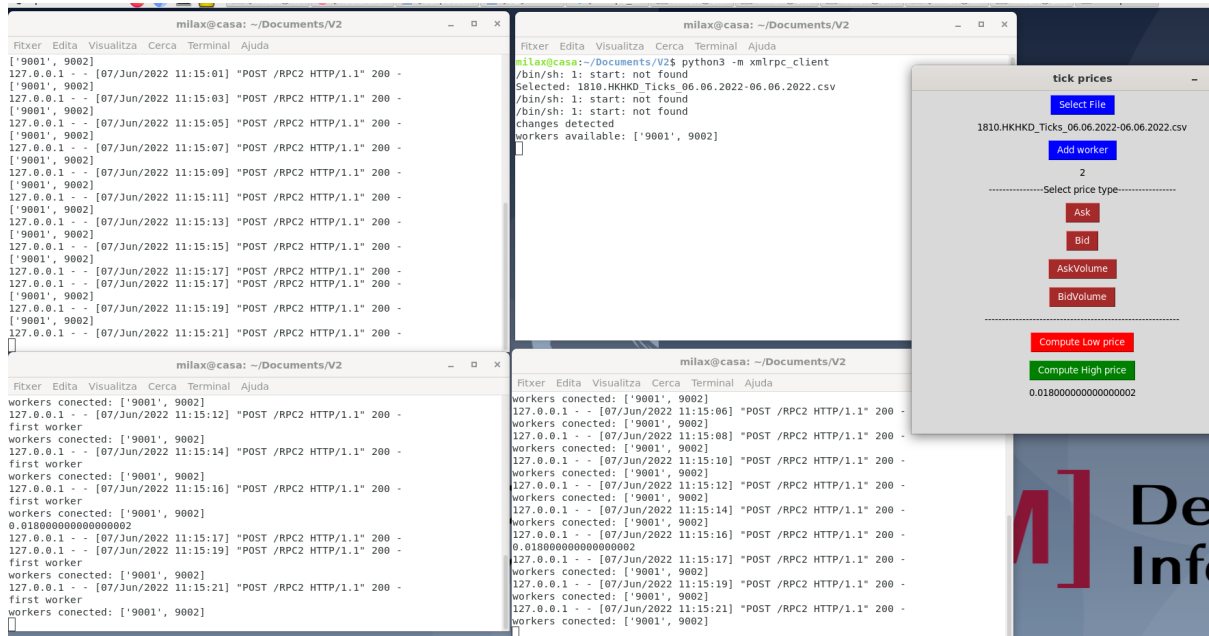 milax@casa: ~/Documents/V2
Fitxer Edita Visualitza Cerca Terminal Ajuda
['9001', 9002]
127.0.0.1 - - [07/Jun/2022 11:15:01] "POST /RPC2 HTTP/1.1" 200 -
['9001', 9002]
127.0.0.1 - - [07/Jun/2022 11:15:03] "POST /RPC2 HTTP/1.1" 200 -
['9001', 9002]
127.0.0.1 - - [07/Jun/2022 11:15:05] "POST /RPC2 HTTP/1.1" 200 -
['9001', 9002]
127.0.0.1 - - [07/Jun/2022 11:15:07] "POST /RPC2 HTTP/1.1" 200 -
['9001', 9002]
127.0.0.1 - - [07/Jun/2022 11:15:09] "POST /RPC2 HTTP/1.1" 200 -
['9001', 9002]
127.0.0.1 - - [07/Jun/2022 11:15:11] "POST /RPC2 HTTP/1.1" 200 -
['9001', 9002]
127.0.0.1 - - [07/Jun/2022 11:15:13] "POST /RPC2 HTTP/1.1" 200 -
['9001', 9002]
127.0.0.1 - - [07/Jun/2022 11:15:15] "POST /RPC2 HTTP/1.1" 200 -
['9001', 9002]
127.0.0.1 - - [07/Jun/2022 11:15:17] "POST /RPC2 HTTP/1.1" 200 -
127.0.0.1 - - [07/Jun/2022 11:15:17] "POST /RPC2 HTTP/1.1" 200 -
['9001', 9002]
127.0.0.1 - - [07/Jun/2022 11:15:19] "POST /RPC2 HTTP/1.1" 200 -
['9001', 9002]
127.0.0.1 - - [07/Jun/2022 11:15:21] "POST /RPC2 HTTP/1.1" 200 -
milax@casa: ~/Documents/V2
Fitxer Edita Visualitza Cerca Terminal Ajuda
milax@casa:~/Documents/V2$ python3 -m xmlrpc_client
/bin/sh: 1: start: not found
Selected: 1810.HKHKD_Ticks_06.06.2022-06.06.2022.csv
/bin/sh: 1: start: not found
/bin/sh: 1: start: not found
changes detected
workers available: ['9001', 9002]
tick prices
Select File
1810.HKHKD_Ticks_06.06.2022-06.06.2022.csv
Add worker
2
----------------Select price type-----------------
Ask
Bid
AskVolume
BidVolume
------------------------------------------------------
Compute Low price
Compute High price
0.018000000000000002
milax@casa: ~/Documents/V2
Fitxer Edita Visualitza Cerca Terminal Ajuda
workers conected: ['9001', 9002]
127.0.0.1 - - [07/Jun/2022 11:15:12] "POST /RPC2 HTTP/1.1" 200 -
first worker
workers conected: ['9001', 9002]
127.0.0.1 - - [07/Jun/2022 11:15:14] "POST /RPC2 HTTP/1.1" 200 -
first worker
workers conected: ['9001', 9002]
127.0.0.1 - - [07/Jun/2022 11:15:16] "POST /RPC2 HTTP/1.1" 200 -
first worker
workers conected: ['9001', 9002]
0.018000000000000002
127.0.0.1 - - [07/Jun/2022 11:15:17] "POST /RPC2 HTTP/1.1" 200 -
127.0.0.1 - - [07/Jun/2022 11:15:19] "POST /RPC2 HTTP/1.1" 200 -
first worker
workers conected: ['9001', 9002]
127.0.0.1 - - [07/Jun/2022 11:15:21] "POST /RPC2 HTTP/1.1" 200 -
first worker
workers conected: ['9001', 9002]
milax@casa: ~/Documents/V2
Fitxer Edita Visualitza Cerca Terminal Ajuda
workers conected: ['9001', 9002]
127.0.0.1 - - [07/Jun/2022 11:15:06] "POST /RPC2 HTTP/1.1" 200 -
workers conected: ['9001', 9002]
127.0.0.1 - - [07/Jun/2022 11:15:08] "POST /RPC2 HTTP/1.1" 200 -
workers conected: ['9001', 9002]
127.0.0.1 - - [07/Jun/2022 11:15:10] "POST /RPC2 HTTP/1.1" 200 -
workers conected: ['9001', 9002]
127.0.0.1 - - [07/Jun/2022 11:15:12] "POST /RPC2 HTTP/1.1" 200 -
workers conected: ['9001', 9002]
127.0.0.1 - - [07/Jun/2022 11:15:14] "POST /RPC2 HTTP/1.1" 200 -
workers conected: ['9001', 9002]
127.0.0.1 - - [07/Jun/2022 11:15:16] "POST /RPC2 HTTP/1.1" 200 -
workers conected: ['9001', 9002]
0.018000000000000002
127.0.0.1 - - [07/Jun/2022 11:15:17] "POST /RPC2 HTTP/1.1" 200 -
workers conected: ['9001', 9002]
127.0.0.1 - - [07/Jun/2022 11:15:19] "POST /RPC2 HTTP/1.1" 200 -
workers conected: ['9001', 9002]
127.0.0.1 - - [07/Jun/2022 11:15:21] "POST /RPC2 HTTP/1.1" 200 -
workers conected: ['9001', 9002]
M] De
Info